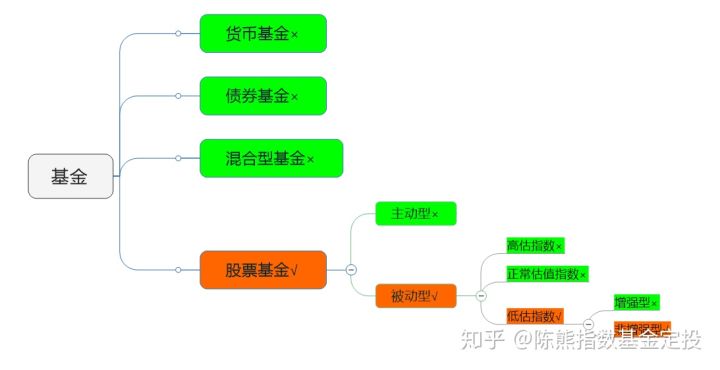 货币基金×
债券基金×
混合型基金×
基金
股票基金√
主动型×
被动型√
高估指数×
正常估值指数×
低估指数√
增强型×
非增强型√
知乎 @陈熊指数基金定投